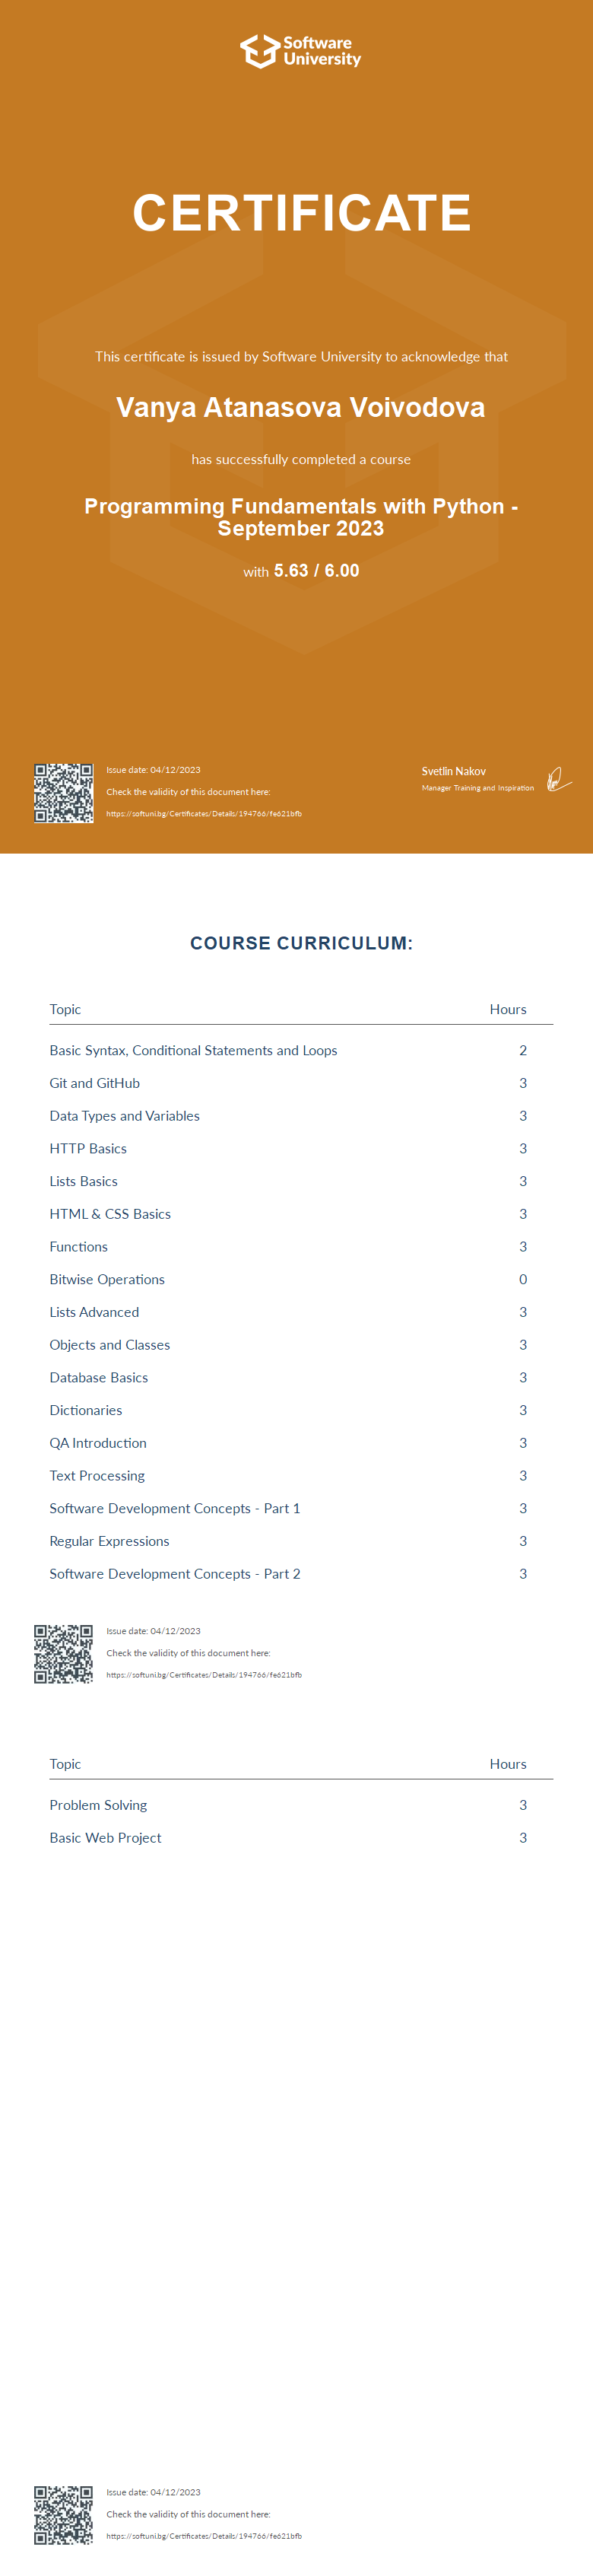 Software
University
CERTIFICATE
This certificate is issued by Software University to acknowledge that
Vanya Atanasova Voivodova
has successfully completed a course
Programming Fundamentals with Python -
September 2023
with 5.63 / 6.00
Issue date: 04/12/2023
Check the validity of this document here:
https://softuni.bg/Certificates/Details/194766/fe621bfb
Svetlin Nakov
Manager Training and Inspiration
COURSE CURRICULUM:
Topic Hours
Basic Syntax, Conditional Statements and Loops 2
Git and GitHub 3
Data Types and Variables 3
HTTP Basics 3
Lists Basics 3
HTML & CSS Basics 3
Functions 3
Bitwise Operations 0
Lists Advanced 3
Objects and Classes 3
Database Basics 3
Dictionaries 3
QA Introduction 3
Text Processing 3
Software Development Concepts - Part 1 3
Regular Expressions 3
Software Development Concepts - Part 2 3
Issue date: 04/12/2023
Check the validity of this document here:
https://softuni.bg/Certificates/Details/194766/fe621bfb
Topic Hours
Problem Solving 3
Basic Web Project 3
Issue date: 04/12/2023
Check the validity of this document here:
https://softuni.bg/Certificates/Details/194766/fe621bfb